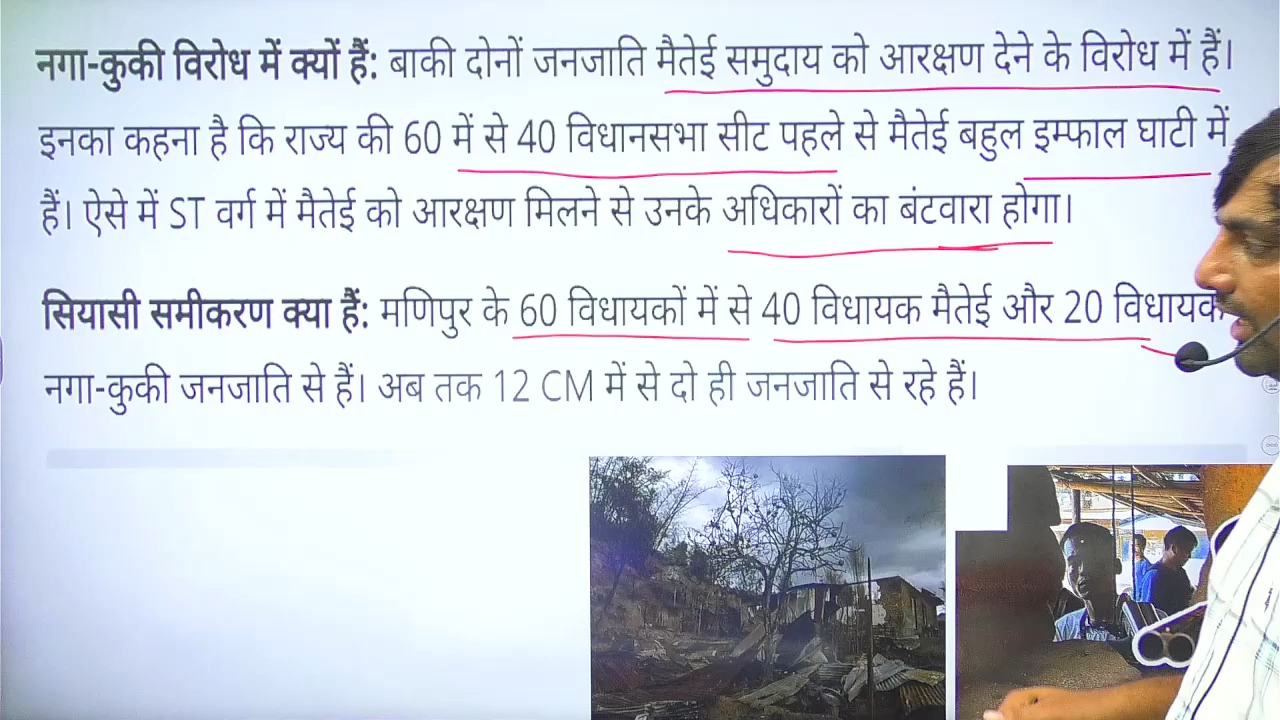 नगा-कुकी विरोध में क्यों हैं: बाकी दोनों जनजाति मैतेई समुदाय को आरक्षण देने के विरोध में हैं।
इनका कहना है कि राज्य की 60 में से 40 विधानसभा सीट पहले से मैतेई बहुल इम्फाल घाटी में
हैं। ऐसे में ST वर्ग में मैतेई को आरक्षण मिलने से उनके अधिकारों का बंटवारा होगा।
सियासी समीकरण क्या हैं: मणिपुर के 60 विधायकों में से 40 विधायक मैतेई और 20 विधायक
नगा-कुकी जनजाति से हैं। अब तक 12 CM में से दो ही जनजाति से रहे हैं।